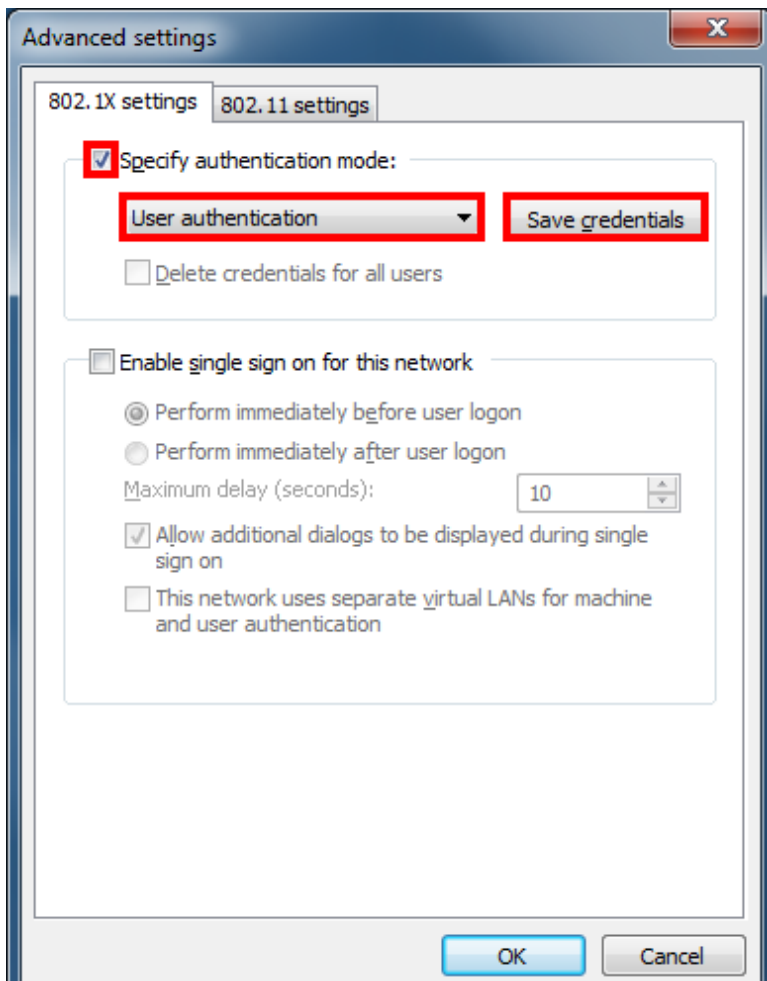 Advanced settings
802.1X settings
802.11 settings
Specify authentication mode:
User authentication
Save credentials
Delete credentials for all users
Enable single sign on for this network
Perform immediately before user logon
Perform immediately after user logon
Maximum delay (seconds):
10
Allow additional dialogs to be displayed during single
sign on
This network uses separate virtual LANs for machine
and user authentication
OK
Cancel